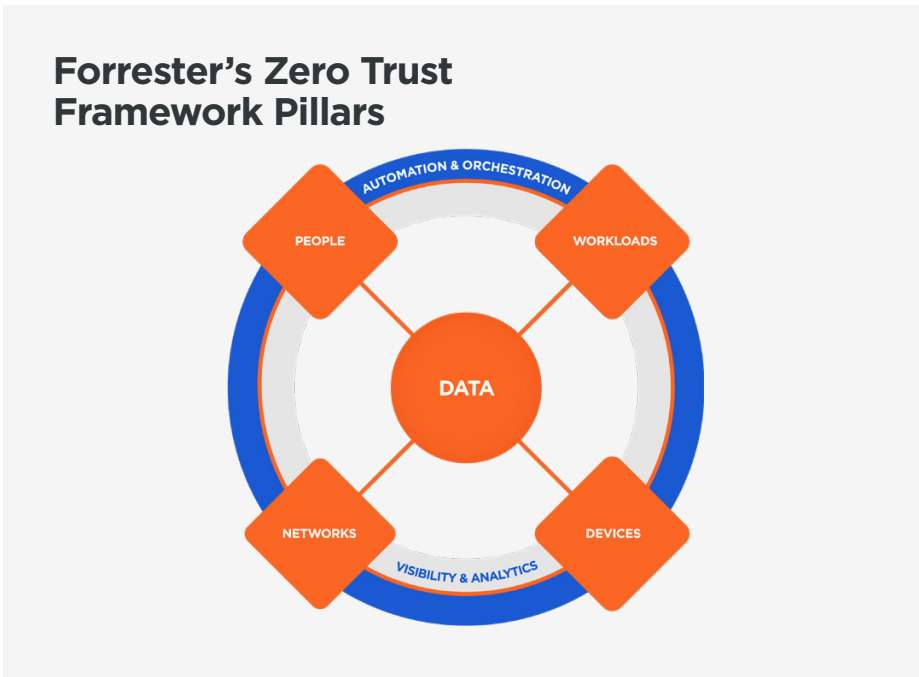 Forrester’s Zero Trust
Framework Pillars
AUTOMATION & ORCHESTRATION
PEOPLE
WORKLOADS
DATA
NETWORKS
DEVICES
VISIBILITY & ANALYTICS